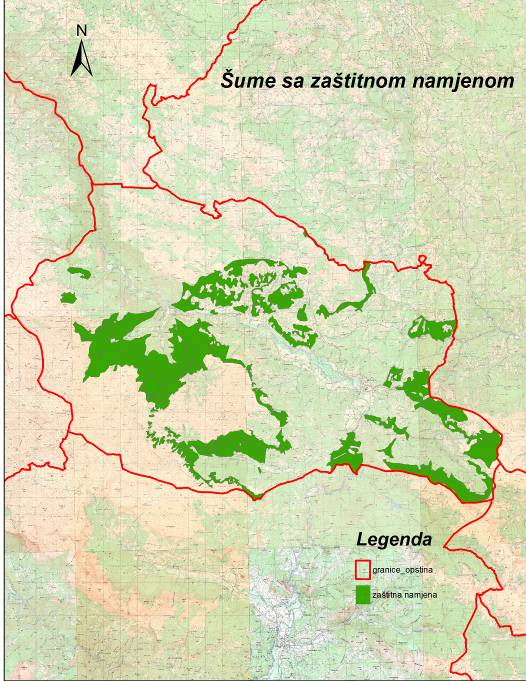 N
Šume sa zaštitnom namjenom
Legenda
granice_opstina
zaštitna namjena